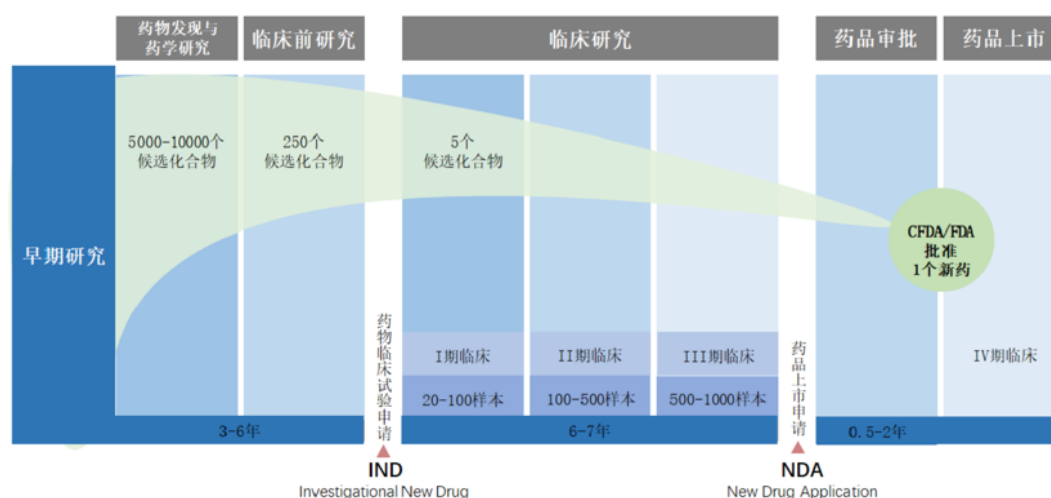 药物发现与
药学研究
临床前研究
临床研究
药品审批
药品上市
早期研究
5000-10000个
候选化合物
250个
候选化合物
5个
候选化合物
CFDA/FDA
批准
1个新药
I期临床
II期临床
III期临床
IV期临床
20-100样本
100-500样本
500-1000样本
3-6年
6-7年
0.5-2年
药物临床试验申请
药品上市申请
IND
Investigational New Drug
NDA
New Drug Application